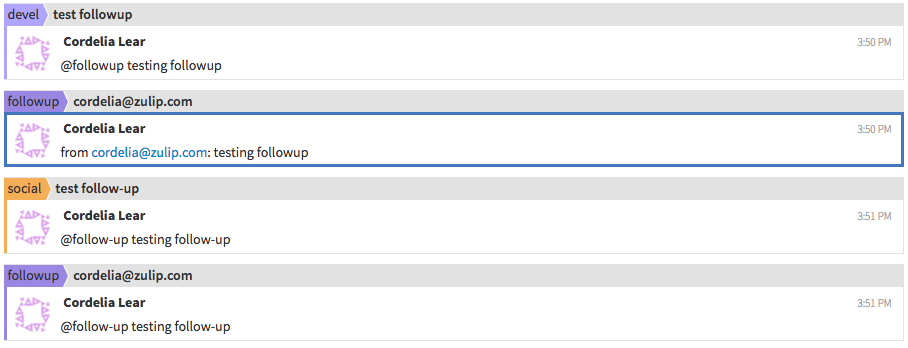 devel test followup
Cordelia Lear 3:50 PM
@followup testing followup
followup cordelia@zulip.com
Cordelia Lear 3:50 PM
from cordelia@zulip.com: testing followup
social test follow-up
Cordelia Lear 3:51 PM
@follow-up testing follow-up
followup cordelia@zulip.com
Cordelia Lear 3:51 PM
@follow-up testing follow-up